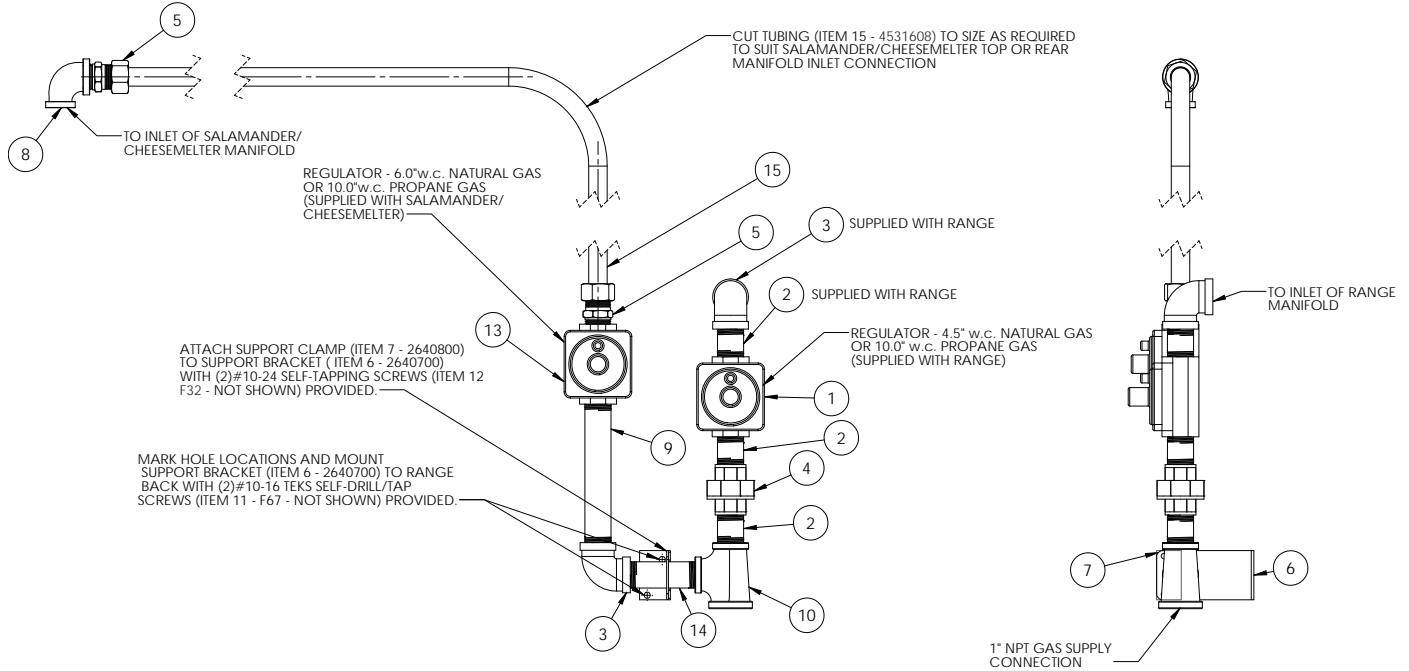 5
CUT TUBING (ITEM 15 - 4531608) TO SIZE AS REQUIRED
TO SUIT SALAMANDER/CHEESEMELTER TOP OR REAR
MANIFOLD INLET CONNECTION
8
TO INLET OF SALAMANDER/
CHEESEMELTER MANIFOLD
REGULATOR - 6.0"w.c. NATURAL GAS
OR 10.0"w.c. PROPANE GAS
(SUPPLIED WITH SALAMANDER/
CHEESEMELTER)
15
5
3
SUPPLIED WITH RANGE
2
SUPPLIED WITH RANGE
TO INLET OF RANGE
MANIFOLD
13
REGULATOR - 4.5" w.c. NATURAL GAS
OR 10.0" w.c. PROPANE GAS
(SUPPLIED WITH RANGE)
ATTACH SUPPORT CLAMP (ITEM 7 - 2640800)
TO SUPPORT BRACKET ( ITEM 6 - 2640700)
WITH (2)#10-24 SELF-TAPPING SCREWS (ITEM 12
F32 - NOT SHOWN) PROVIDED.
1
9
2
4
MARK HOLE LOCATIONS AND MOUNT
SUPPORT BRACKET (ITEM 6 - 2640700) TO RANGE
BACK WITH (2)#10-16 TEKS SELF-DRILL/TAP
SCREWS (ITEM 11 - F67 - NOT SHOWN) PROVIDED.
2
7
6
3
14
10
1" NPT GAS SUPPLY
CONNECTION